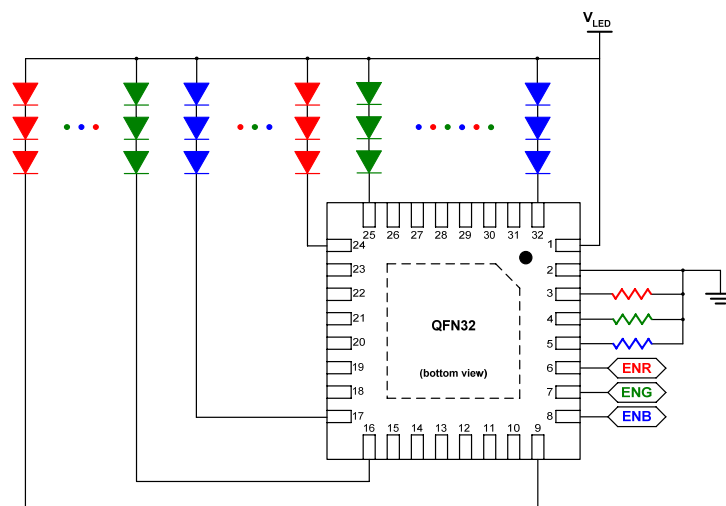 VLED
25 26 27 28 29 30 31 32
24 1
23 2
22 3
21 4
QFN32
20 5
19 6 ENR
(bottom view)
18 7 ENG
17 8 ENB
16 15 14 13 12 11 10 9